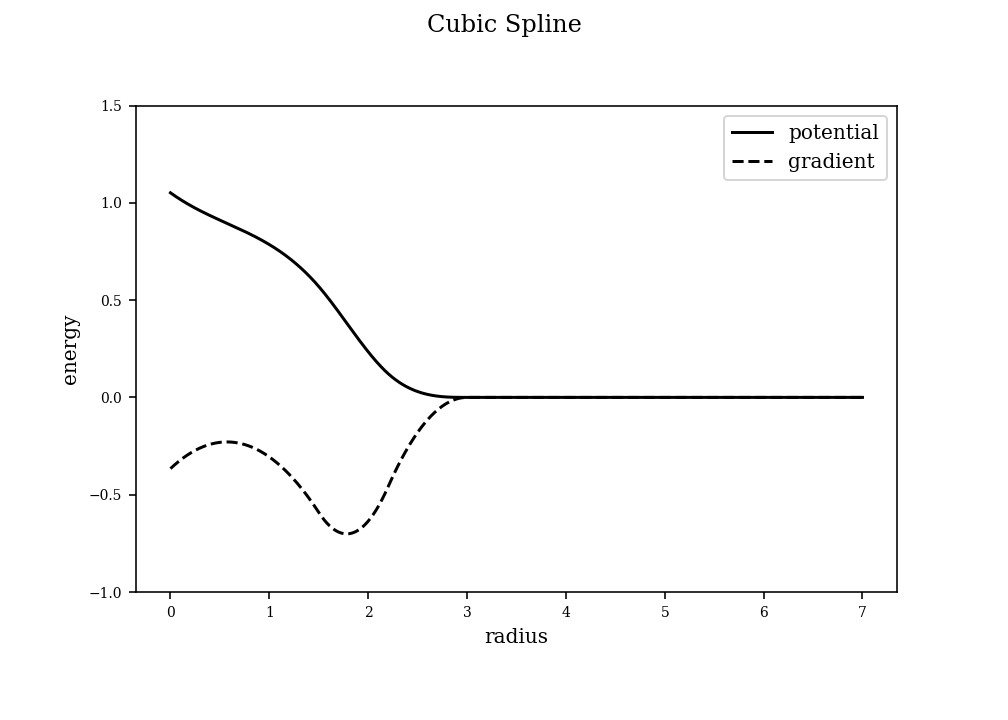 Cubic Spline
1.5
1.0
0.5
0.0
−0.5
−1.0
energy
potential
gradient
0 1 2 3 4 5 6 7
radius